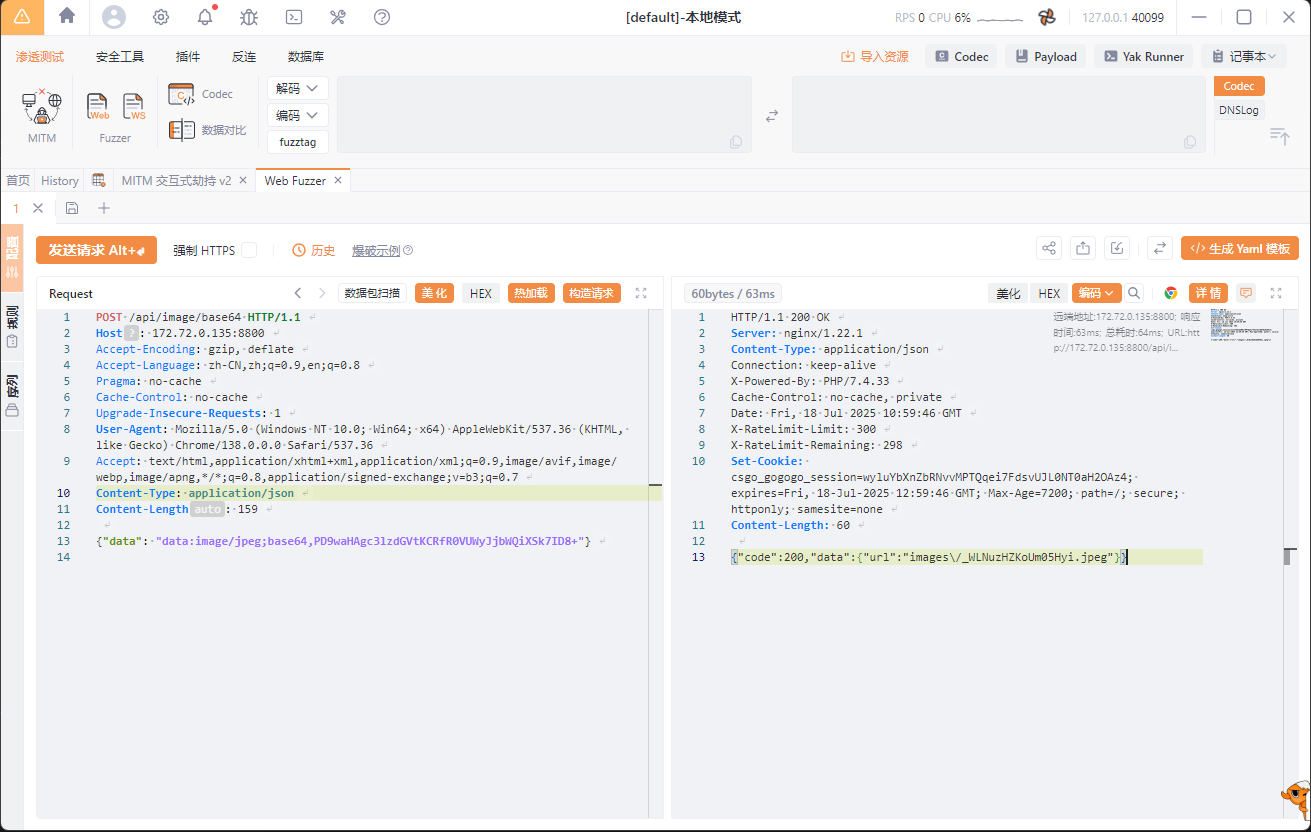 [default]-本地模式
RPS 0 CPU 6%
127.0.0.1 40099
渗透测试 安全工具 插件 反连 数据库
导入资源 Codec Payload Yak Runner 记事本
MITM
Web
WS
Fuzzer
Codec
数据对比
解码
编码
fuzztag
Codec
DNSLog
首页 History MITM 交互式劫持 v2 Web Fuzzer
1
配置
规则
序列
发送请求 Alt+
强制 HTTPS
历史
爆破示例
生成 Yaml 模板
Request
数据包扫描 美化 HEX 热加载 构造请求
1 POST /api/image/base64 HTTP/1.1
2 Host ? : 172.72.0.135:8800
3 Accept-Encoding: gzip, deflate
4 Accept-Language: zh-CN,zh;q=0.9,en;q=0.8
5 Pragma: no-cache
6 Cache-Control: no-cache
7 Upgrade-Insecure-Requests: 1
8 User-Agent: Mozilla/5.0 (Windows NT 10.0; Win64; x64) AppleWebKit/537.36 (KHTML,
like Gecko) Chrome/138.0.0.0 Safari/537.36
9 Accept: text/html,application/xhtml+xml,application/xml;q=0.9,image/avif,image/
webp,image/apng,*/*;q=0.8,application/signed-exchange;v=b3;q=0.7
10 Content-Type: application/json
11 Content-Length auto : 159
12
13 {"data": "data:image/jpeg;base64,PD9waHAgc3lzdGVtKCRfR0VUWyJjbWQiXSk7ID8+"}
14
60bytes / 63ms
美化 HEX 编码 详情
远端地址:172.72.0.135:8800; 响应
时间:63ms; 总耗时:64ms; URL:htt
p://172.72.0.135:8800/api/i...
1 HTTP/1.1 200 OK
2 Server: nginx/1.22.1
3 Content-Type: application/json
4 Connection: keep-alive
5 X-Powered-By: PHP/7.4.33
6 Cache-Control: no-cache, private
7 Date: Fri, 18 Jul 2025 10:59:46 GMT
8 X-RateLimit-Limit: 300
9 X-RateLimit-Remaining: 298
10 Set-Cookie:
csgo_gogogo_session=wyluYbXnZbRNvvMPTQqei7FdsvUJL0NT0aH2OAz4;
expires=Fri, 18-Jul-2025 12:59:46 GMT; Max-Age=7200; path=/; secure;
httponly; samesite=none
11 Content-Length: 60
12
13 {"code":200,"data":{"url":"images\/_WLNuzHZKoUm05Hyi.jpeg"}}